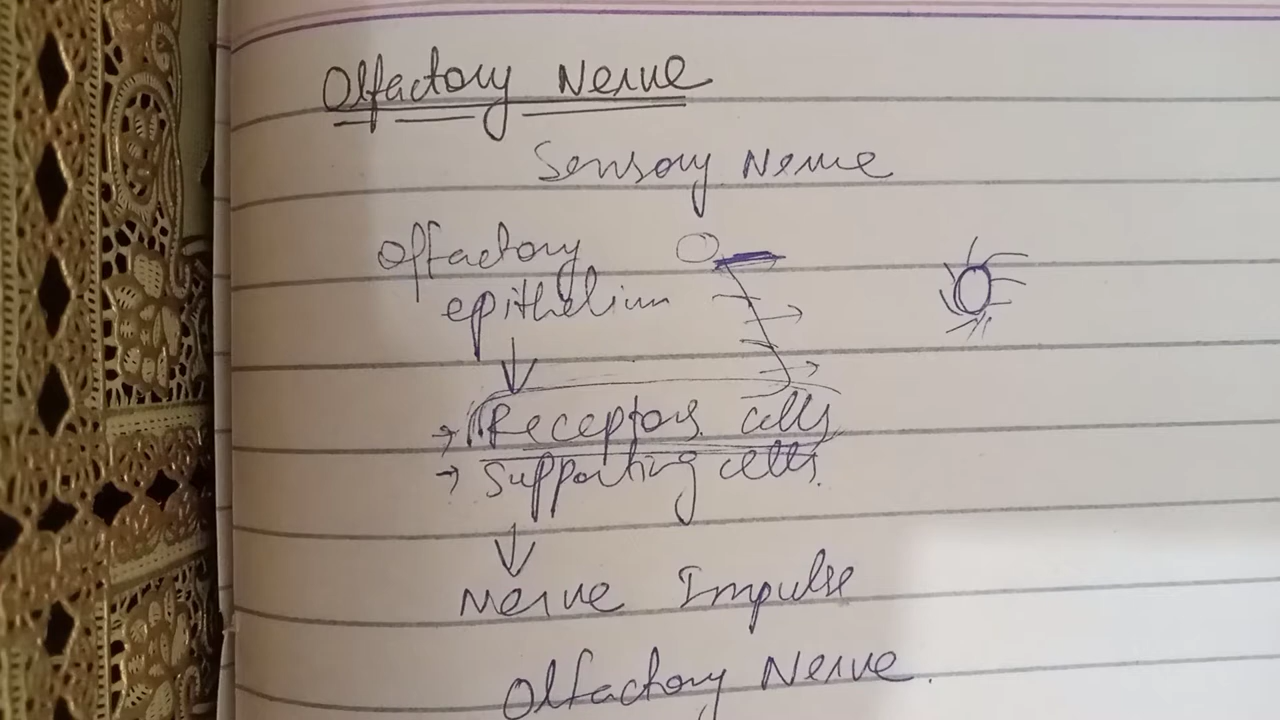 Olfactory Nerve
Sensory Nerve
Olfactory
epithelium
↓
→ Receptors cells
→ Supporting cells.
↓
Nerve Impulse
Olfactory Nerve.